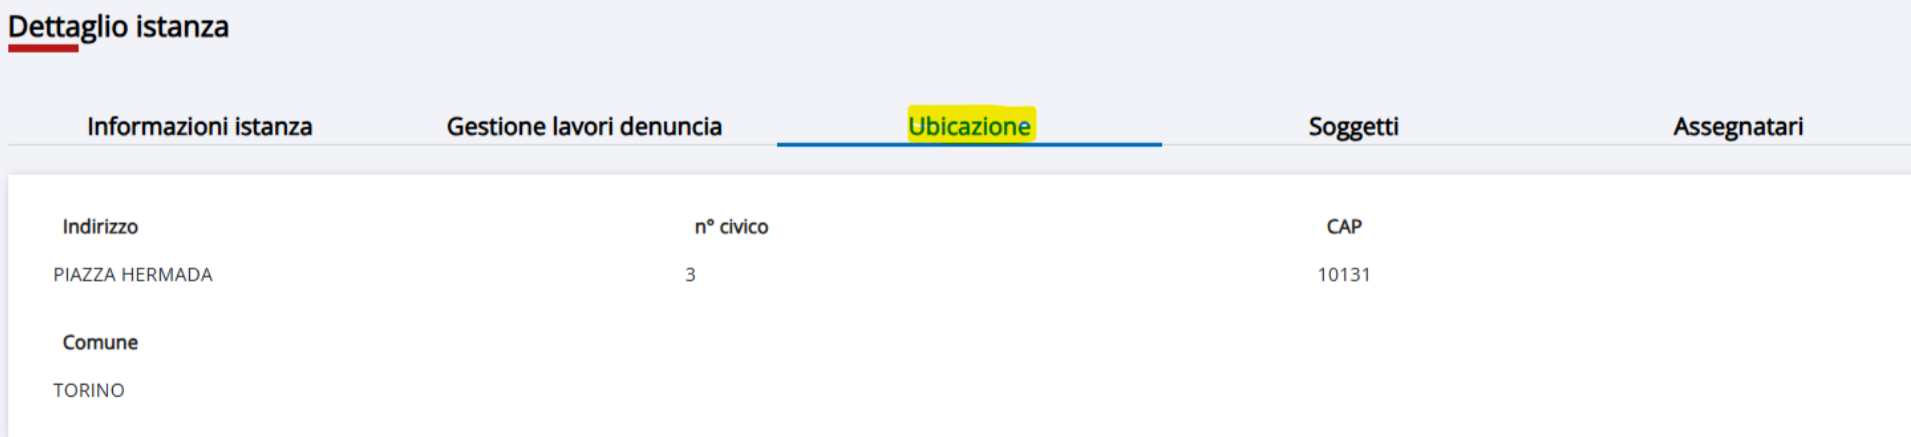 Dettaglio istanza
Informazioni istanza Gestione lavori denuncia Ubicazione Soggetti Assegnatari
Indirizzo n° civico CAP
PIAZZA HERMADA 3 10131
Comune
TORINO